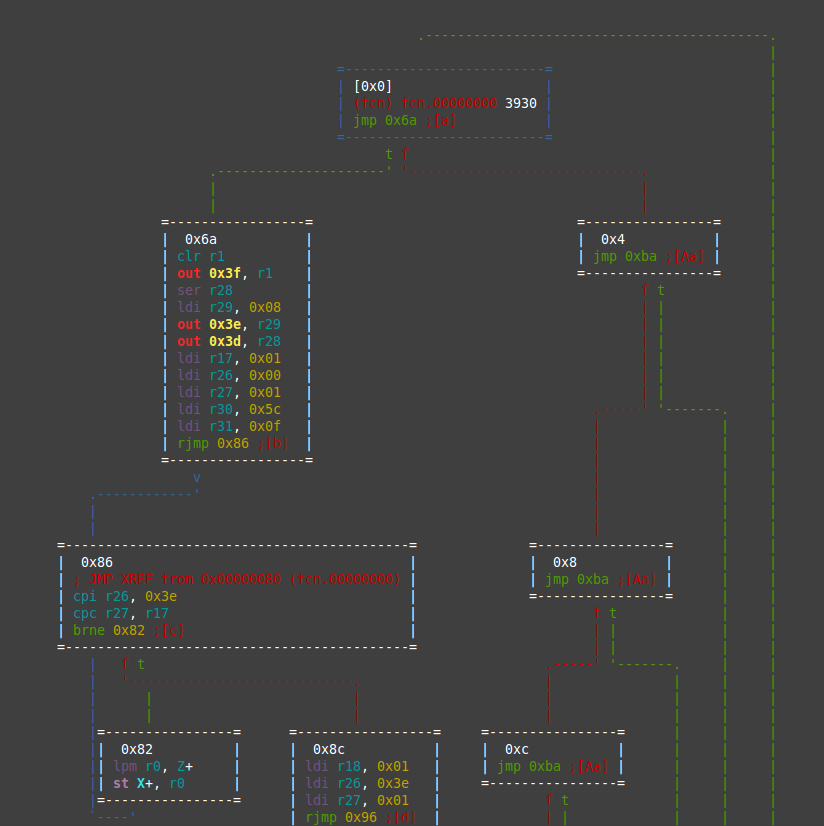 [0x0]
(fcn) fcn.00000000 3930
jmp 0x6a ;[a]
t f
0x6a
clr r1
out 0x3f, r1
ser r28
ldi r29, 0x08
out 0x3e, r29
out 0x3d, r28
ldi r17, 0x01
ldi r26, 0x00
ldi r27, 0x01
ldi r30, 0x5c
ldi r31, 0x0f
rjmp 0x86 ;[b]
v
0x4
jmp 0xba ;[Aa]
f t
0x86
; JMP XREF from 0x00000080 (fcn.00000000)
cpi r26, 0x3e
cpc r27, r17
brne 0x82 ;[c]
f t
0x8
jmp 0xba ;[Aa]
f t
0x82
lpm r0, Z+
st X+, r0
0x8c
ldi r18, 0x01
ldi r26, 0x3e
ldi r27, 0x01
rjmp 0x96 ;[d]
0xc
jmp 0xba ;[Aa]
f t